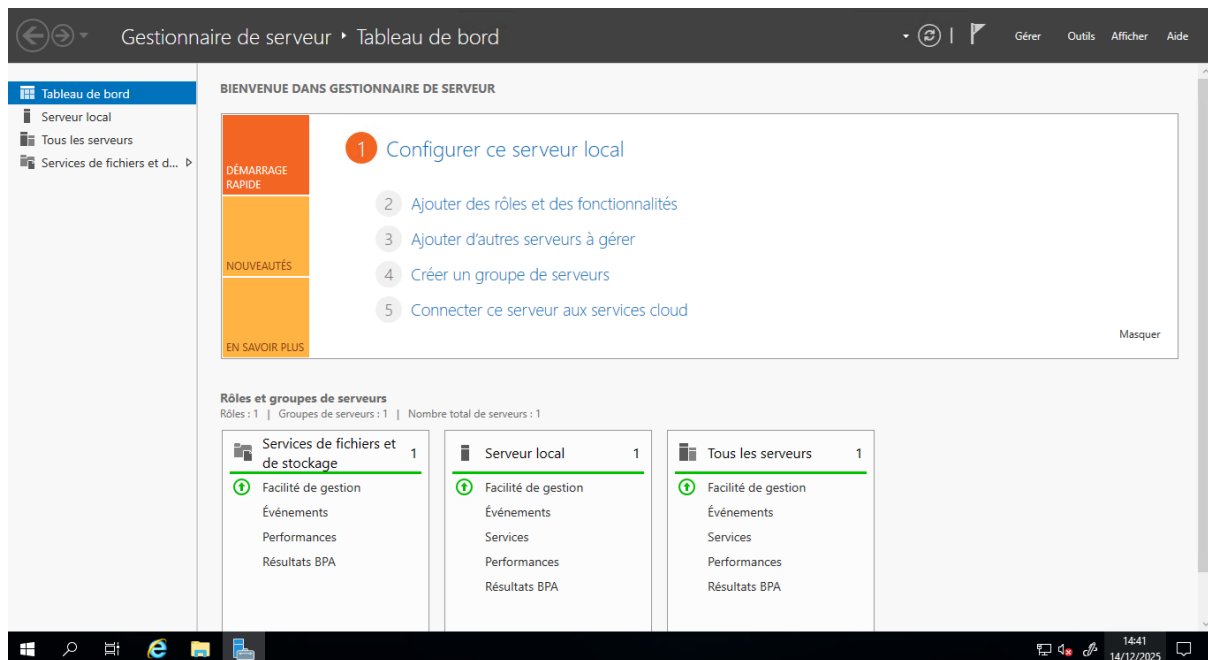 Gestionnaire de serveur ‣ Tableau de bord
Gérer Outils Afficher Aide
Tableau de bord
Serveur local
Tous les serveurs
Services de fichiers et d...
BIENVENUE DANS GESTIONNAIRE DE SERVEUR
DÉMARRAGE
RAPIDE
NOUVEAUTÉS
EN SAVOIR PLUS
1 Configurer ce serveur local
2 Ajouter des rôles et des fonctionnalités
3 Ajouter d’autres serveurs à gérer
4 Créer un groupe de serveurs
5 Connecter ce serveur aux services cloud
Masquer
Rôles et groupes de serveurs
Rôles : 1 | Groupes de serveurs : 1 | Nombre total de serveurs : 1
Services de fichiers et
de stockage
1
Facilité de gestion
Événements
Performances
Résultats BPA
Serveur local 1
Facilité de gestion
Événements
Services
Performances
Résultats BPA
Tous les serveurs 1
Facilité de gestion
Événements
Services
Performances
Résultats BPA
14:41
14/12/2025